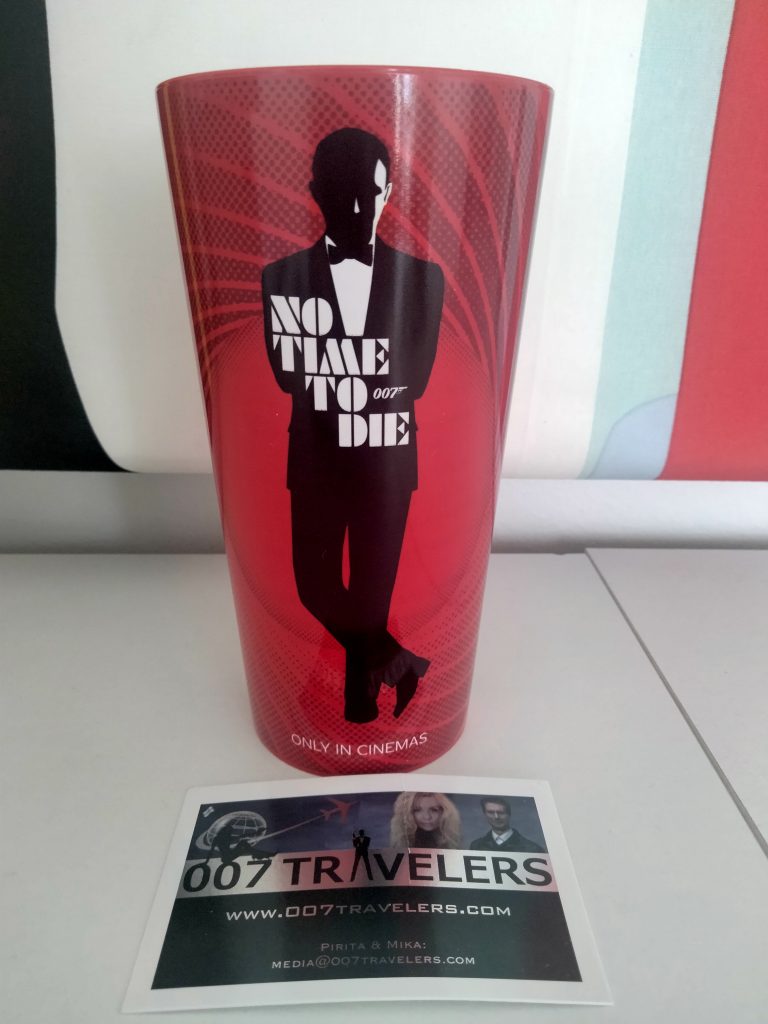 NO
TIME
TO 007
DIE
ONLY IN CINEMAS
007 TRAVELERS
WWW.007TRAVELERS.COM
PIRITA & MIKA:
MEDIA@007TRAVELERS.COM